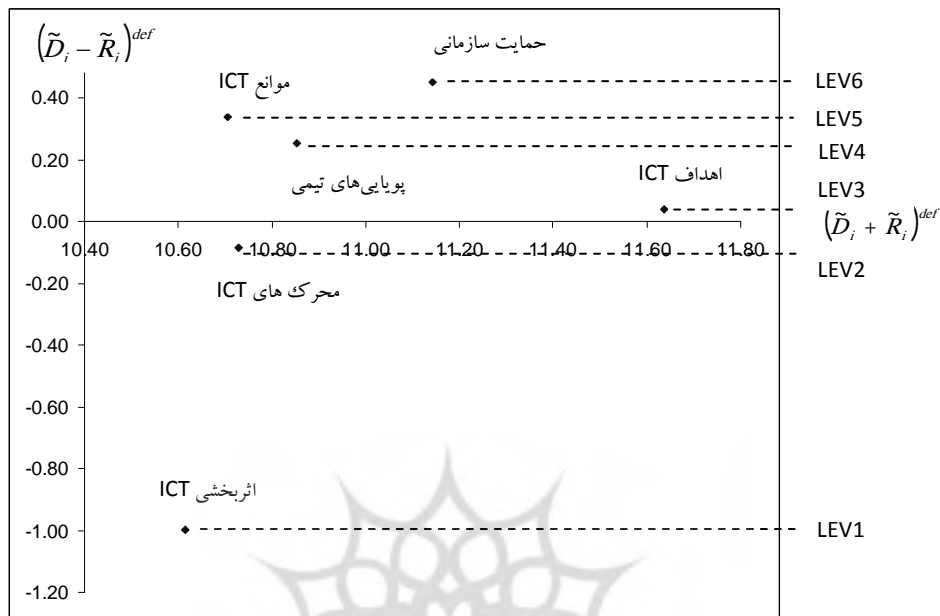 (D̃ᵢ − R̃ᵢ)ᵈᵉᶠ
حمایت سازمانی
موانع ICT
LEV6
0.40
LEV5
LEV4
0.20
اهداف ICT
پویایی‌های تیمی
LEV3
0.00
(D̃ᵢ + R̃ᵢ)ᵈᵉᶠ
10.40 10.60 10.80 11.00 11.20 11.40 11.60 11.80
LEV2
-0.20
محرک های ICT
-0.40
-0.60
-0.80
اثربخشی ICT
-1.00
LEV1
-1.20